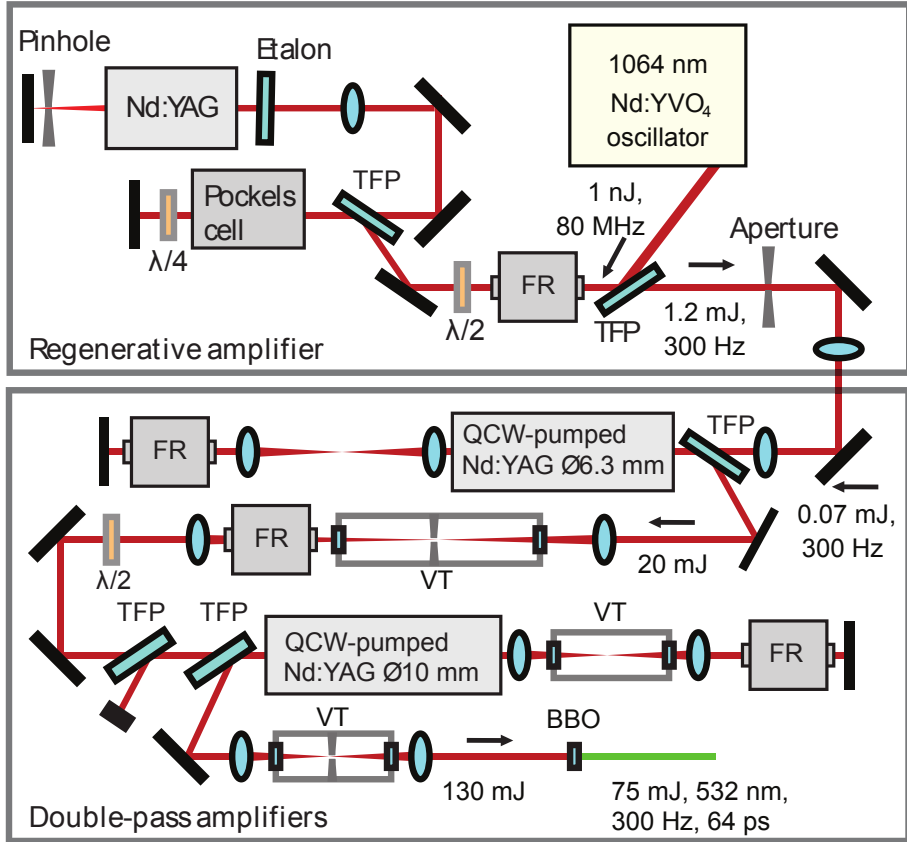 Pinhole
Etalon
Nd:YAG
1064 nm
Nd:YVO₄
oscillator
TFP
Pockels
cell
λ/4
1 nJ,
80 MHz
Aperture
FR
λ/2
TFP
1.2 mJ,
300 Hz
Regenerative amplifier
FR
QCW-pumped
Nd:YAG Ø6.3 mm
TFP
0.07 mJ,
300 Hz
FR
VT
20 mJ
λ/2
TFP
TFP
QCW-pumped
Nd:YAG Ø10 mm
VT
FR
VT
BBO
130 mJ
75 mJ, 532 nm,
300 Hz, 64 ps
Double-pass amplifiers